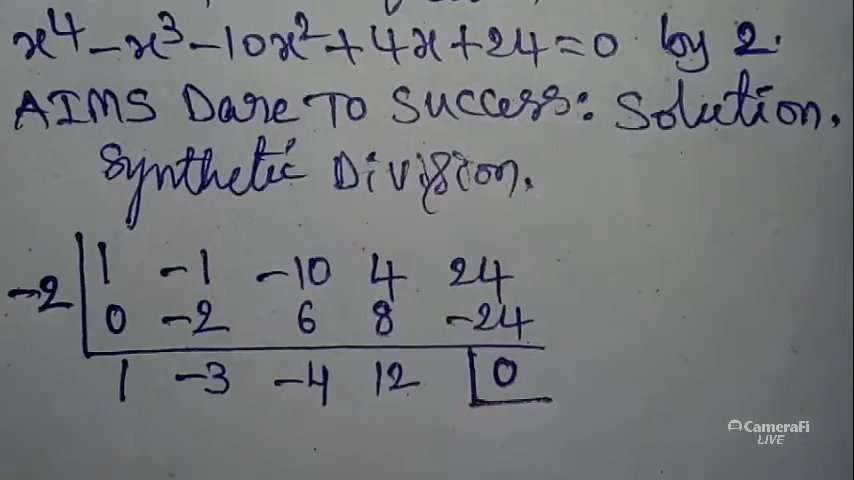 x⁴-x³-10x²+4x+24=0 by 2.
AIMS Dare To Success: Solution.
Synthetic Division.
-2 | 1 -1 -10 4 24
0 -2 6 8 -24
1 -3 -4 12 0
CameraFi
LIVE